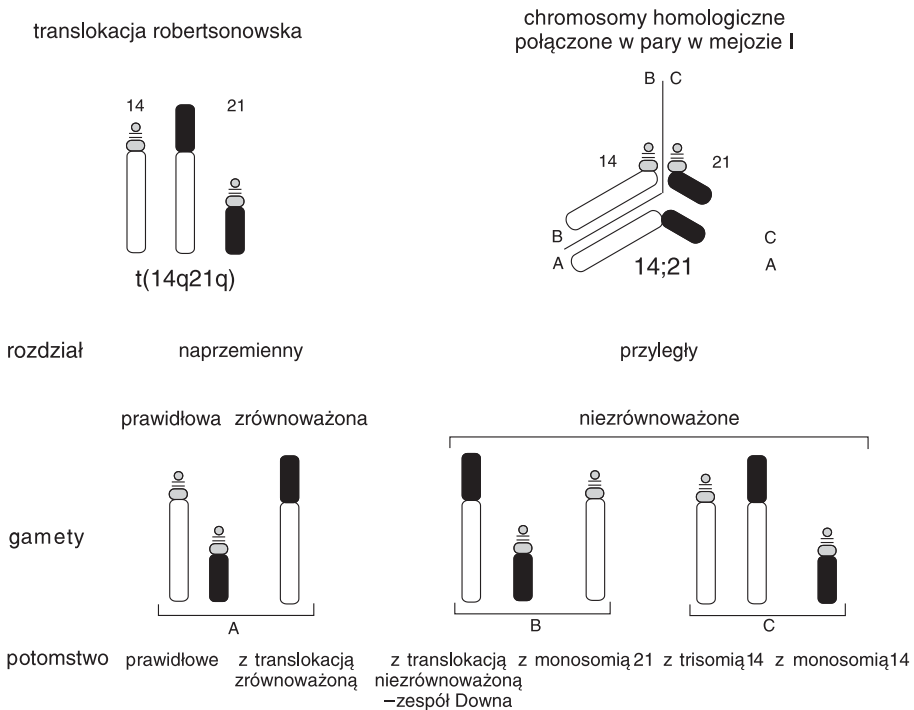 translokacja robertsonowska
14
21
t(14q21q)
chromosomy homologiczne
połączone w pary w mejozie I
B C
14
21
B
C
A
14;21
A
rozdział naprzemienny przyległy
prawidłowa zrównoważona niezrównoważone
gamety
A
B
C
potomstwo prawidłowe z translokacją z translokacją z monosomią 21 z trisomią 14 z monosomią 14
zrównoważoną niezrównoważoną
–zespół Downa